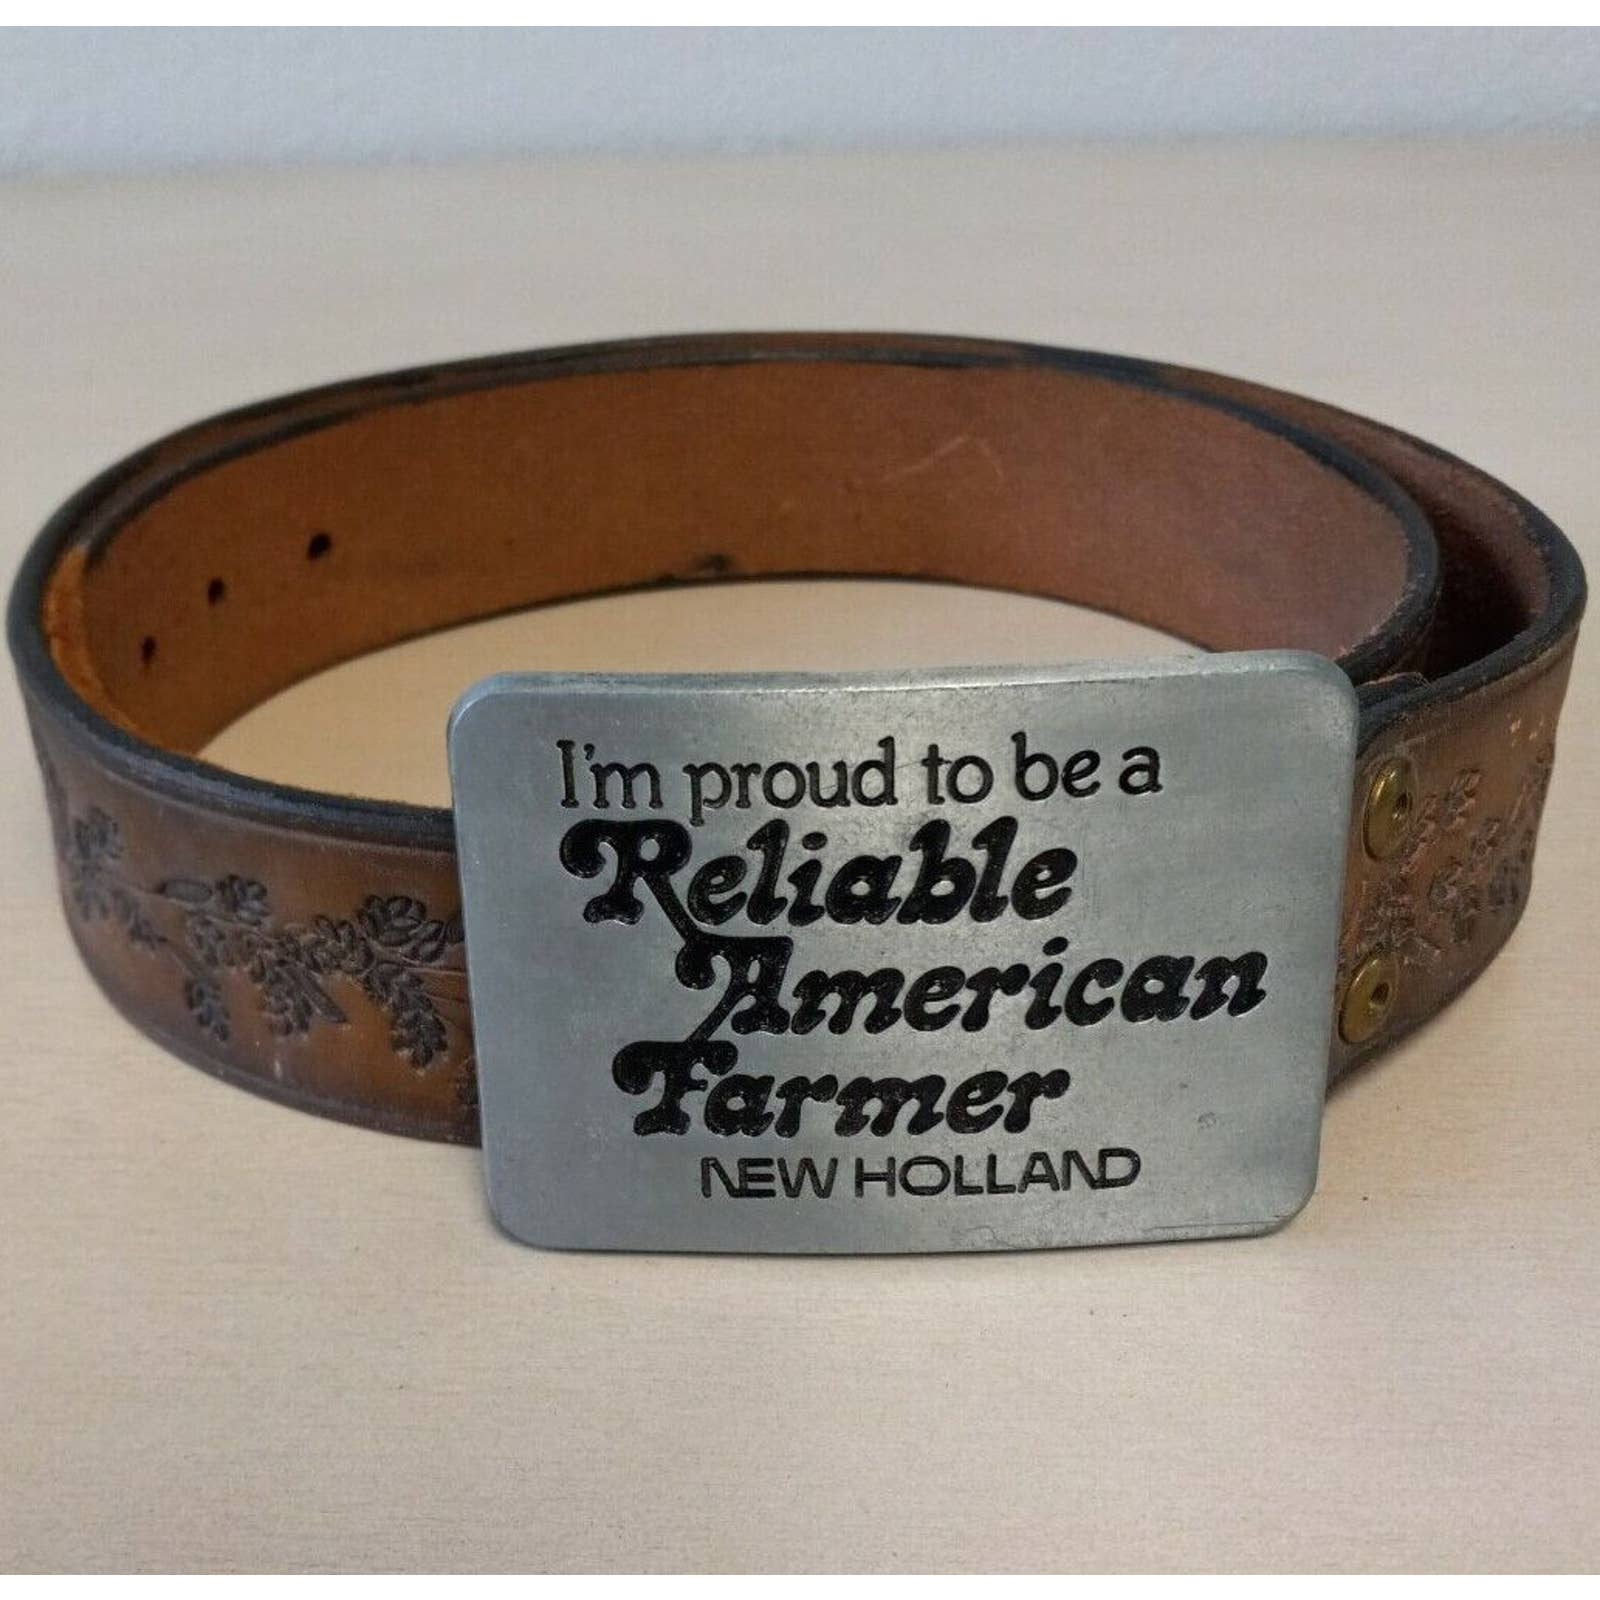 I'm proud to be a
Reliable
American
Farmer
NEW HOLLAND